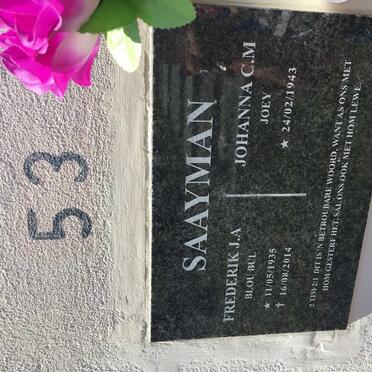 53
SAAYMAN
FREDERIK J.A
BLOU BUL
★ 11/05/1935
† 16/08/2014
JOHANNA C.M
JOEY
★ 24/02/1943
2 TIM 2:1 DIT IS 'N BETROUBARE WOORD, WANT AS ONS MET
HOM GESTERF HET, SAL ONS OOK MET HOM LEWE.